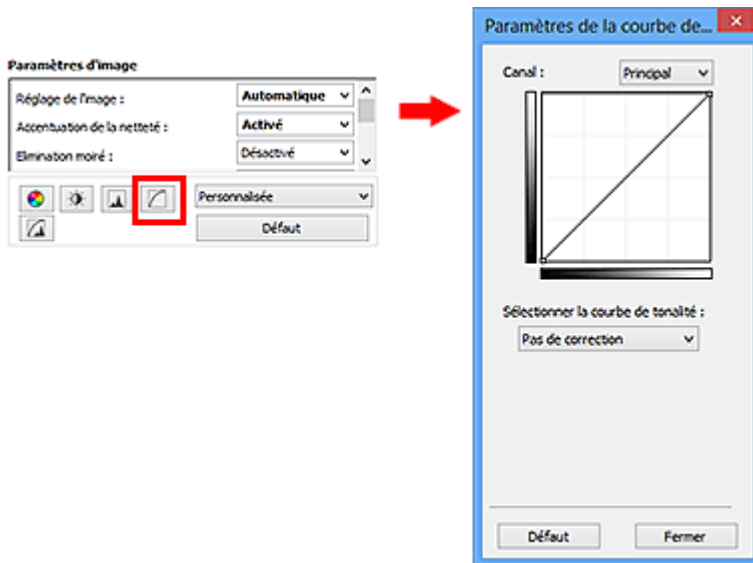 Paramètres d'image
Réglage de l'image : Automatique
Accentuation de la netteté : Activé
Elimination moiré : Désactivé
Personnalisée
Défaut
Paramètres de la courbe de...
Canal : Principal
Sélectionner la courbe de tonalité :
Pas de correction
Défaut Fermer